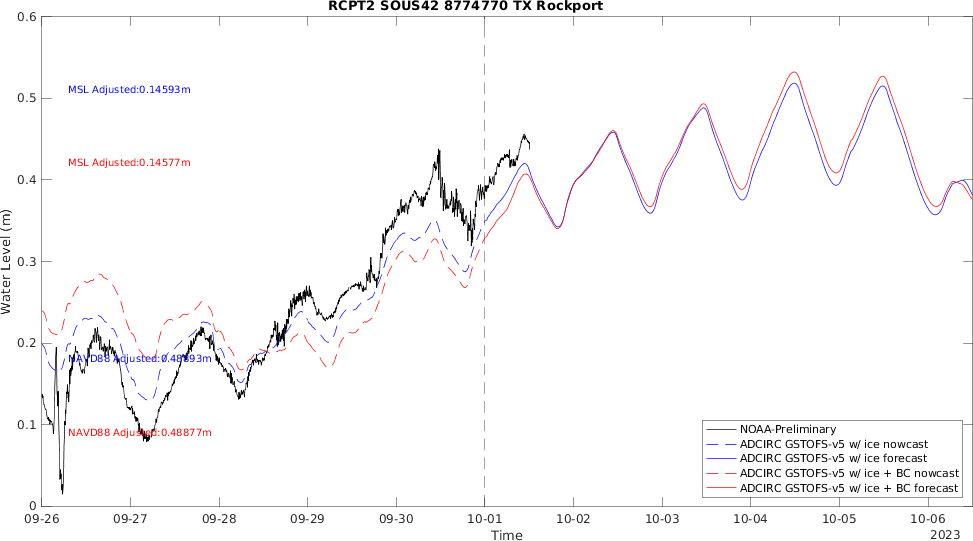 RCPT2 SOUS42 8774770 TX Rockport
0.6
0.5
0.4
0.3
0.2
0.1
0
Water Level (m)
MSL Adjusted:0.14593m
MSL Adjusted:0.14577m
NAVD88 Adjusted:0.48893m
NAVD88 Adjusted:0.48877m
NOAA-Preliminary
ADCIRC GSTOFS-v5 w/ ice nowcast
ADCIRC GSTOFS-v5 w/ ice forecast
ADCIRC GSTOFS-v5 w/ ice + BC nowcast
ADCIRC GSTOFS-v5 w/ ice + BC forecast
09-26 09-27 09-28 09-29 09-30 10-01 10-02 10-03 10-04 10-05 10-06
Time 2023